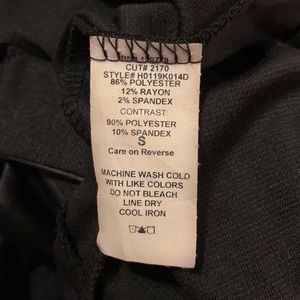 CUT# 2170
STYLE# H0119K014D
86% POLYESTER
12% RAYON
2% SPANDEX
CONTRAST:
90% POLYESTER
10% SPANDEX
S
Care on Reverse
MACHINE WASH COLD
WITH LIKE COLORS
DO NOT BLEACH
LINE DRY
COOL IRON